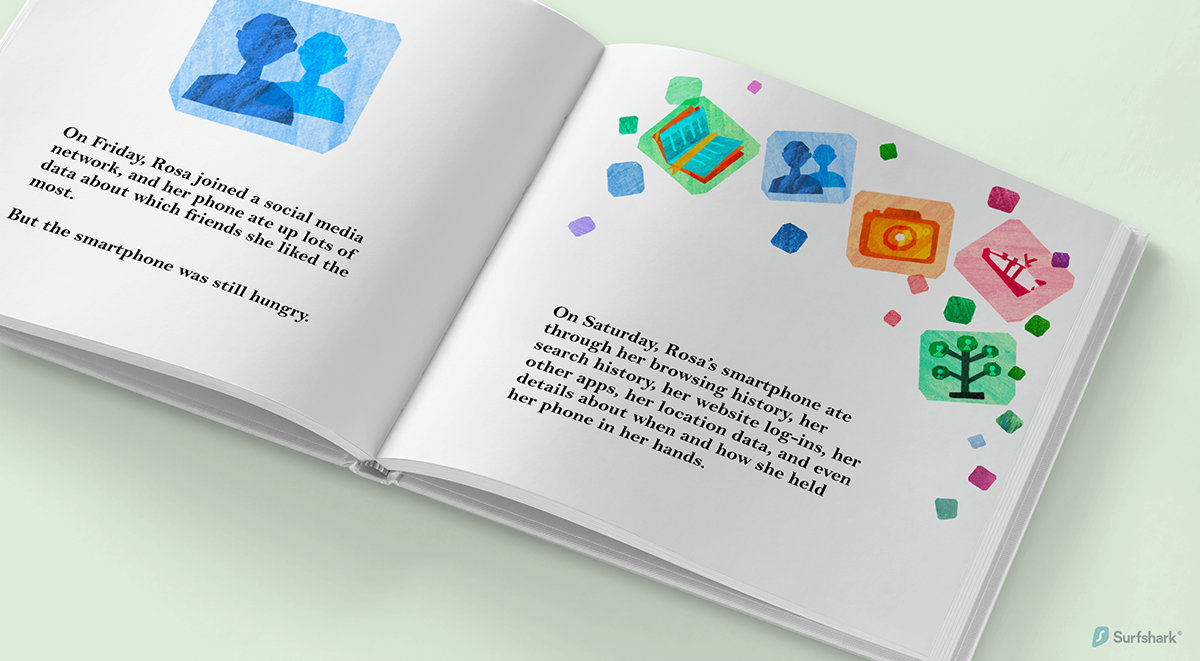 On Friday, Rosa joined a social media
network, and her phone ate up lots of
data about which friends she liked the
most.
But the smartphone was still hungry.
On Saturday, Rosa's smartphone ate
through her browsing history, her
search history, her website log-ins, her
other apps, her location data, and even
details about when and how she held
her phone in her hands.
Surfshark®